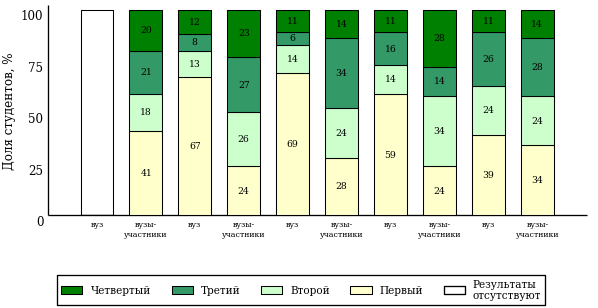 Доля студентов, %
100
75
50
25
0
20 12 23 11 14 11 28 11 14
21 8 27 6 34 16 14 26 28
18 13 26 14 24 14 34 24 24
41 67 24 69 28 59 24 39 34
вуз вузы- вуз вузы- вуз вузы- вуз вузы- вуз вузы-
участники участники участники участники участники
Четвертый Третий Второй Первый Результаты
отсутствуют